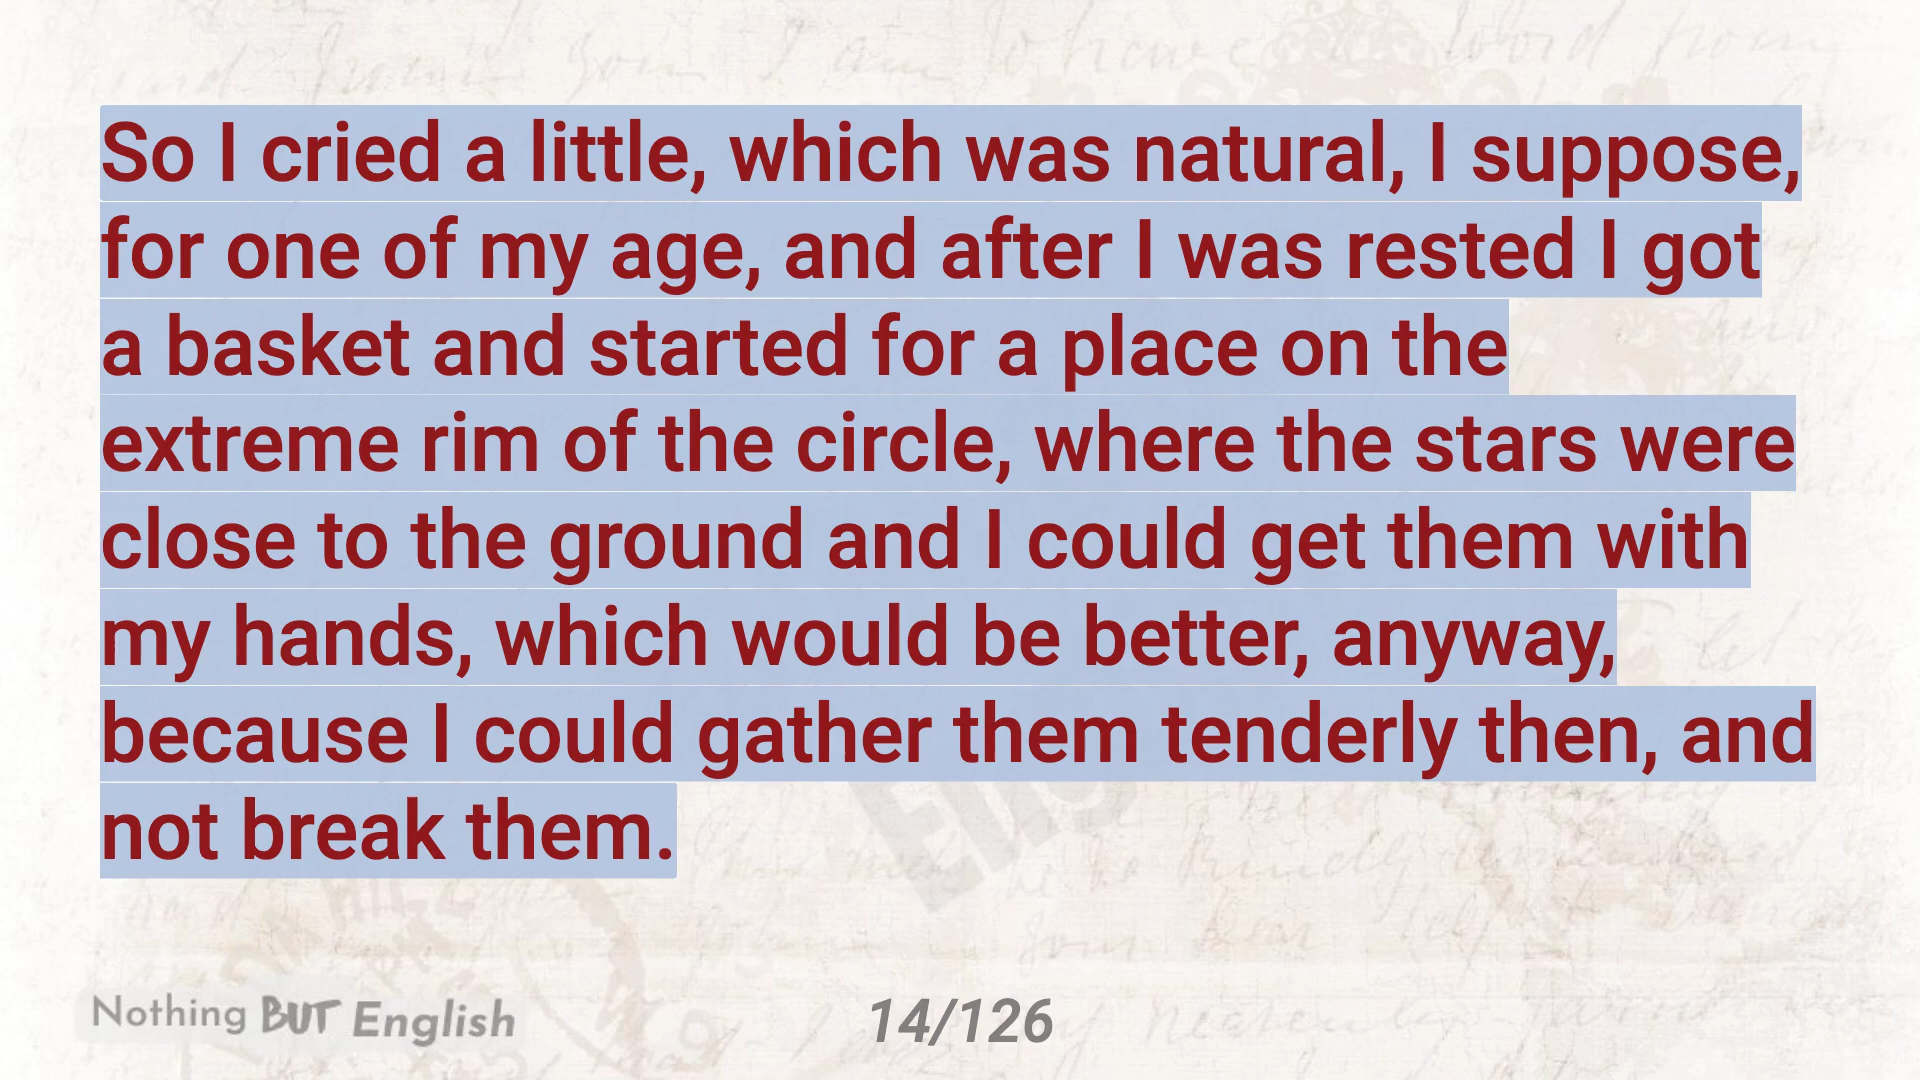 So I cried a little, which was natural, I suppose,
for one of my age, and after I was rested I got
a basket and started for a place on the
extreme rim of the circle, where the stars were
close to the ground and I could get them with
my hands, which would be better, anyway,
because I could gather them tenderly then, and
not break them.
Nothing BUT English
14/126